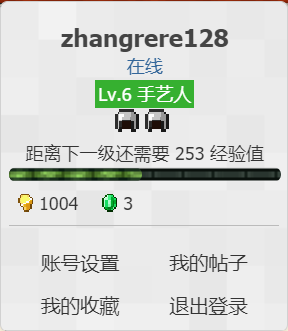 zhangrere128
在线
Lv.6 手艺人
距离下一级还需要 253 经验值
1004 3
账号设置 我的帖子
我的收藏 退出登录